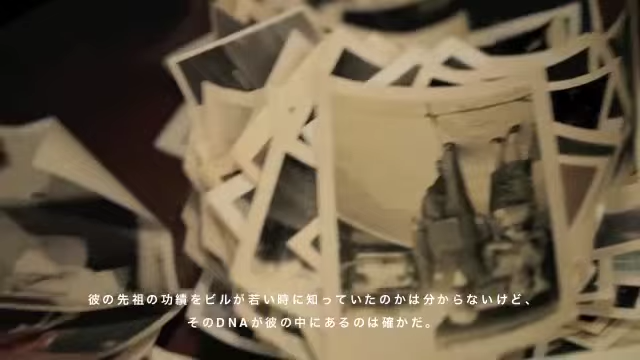 彼の先祖の功績をビルが若い時に知っていたのかは分からないけど、
そのDNAが彼の中にあるのは確かだ。